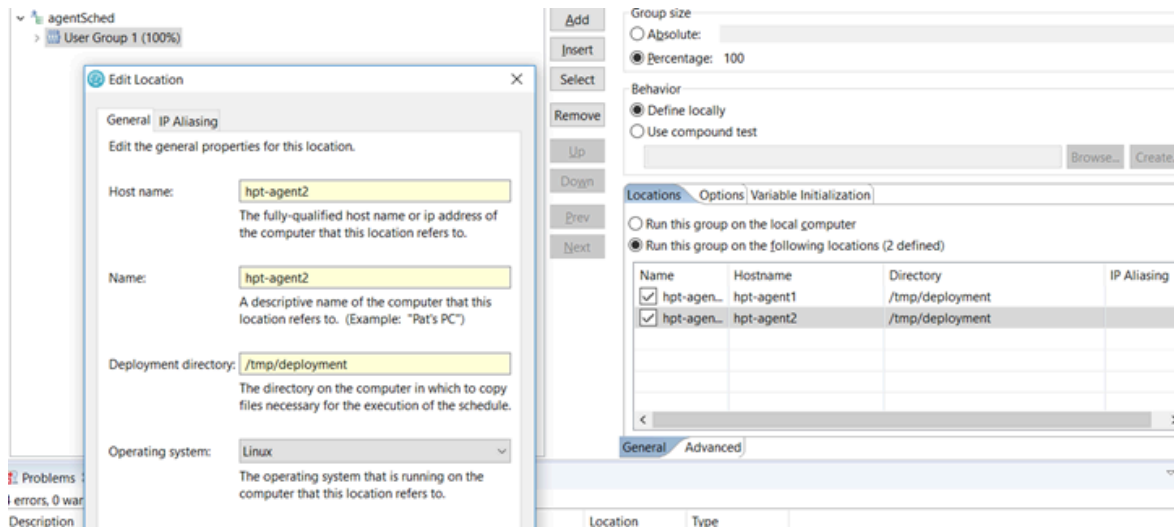 agentSched
User Group 1 (100%)
Edit Location
General
IP Aliasing
Edit the general properties for this location.
Host name:
hpt-agent2
The fully-qualified host name or ip address of
the computer that this location refers to.
Name:
hpt-agent2
A descriptive name of the computer that this
location refers to. (Example: "Pat's PC")
Deployment directory:
/tmp/deployment
The directory on the computer in which to copy
files necessary for the execution of the schedule.
Operating system:
Linux
The operating system that is running on the
computer that this location refers to.
Add
Insert
Select
Remove
Up
Down
Prev
Next
Group size
Absolute:
Percentage: 100
Behavior
Define locally
Use compound test
Browse...
Create
Locations
Options
Variable Initialization
Run this group on the local computer
Run this group on the following locations (2 defined)
Name Hostname Directory IP Aliasing
hpt-agen... hpt-agent1 /tmp/deployment
hpt-agen... hpt-agent2 /tmp/deployment
General
Advanced
Problems
errors, 0 war
Description Location Type